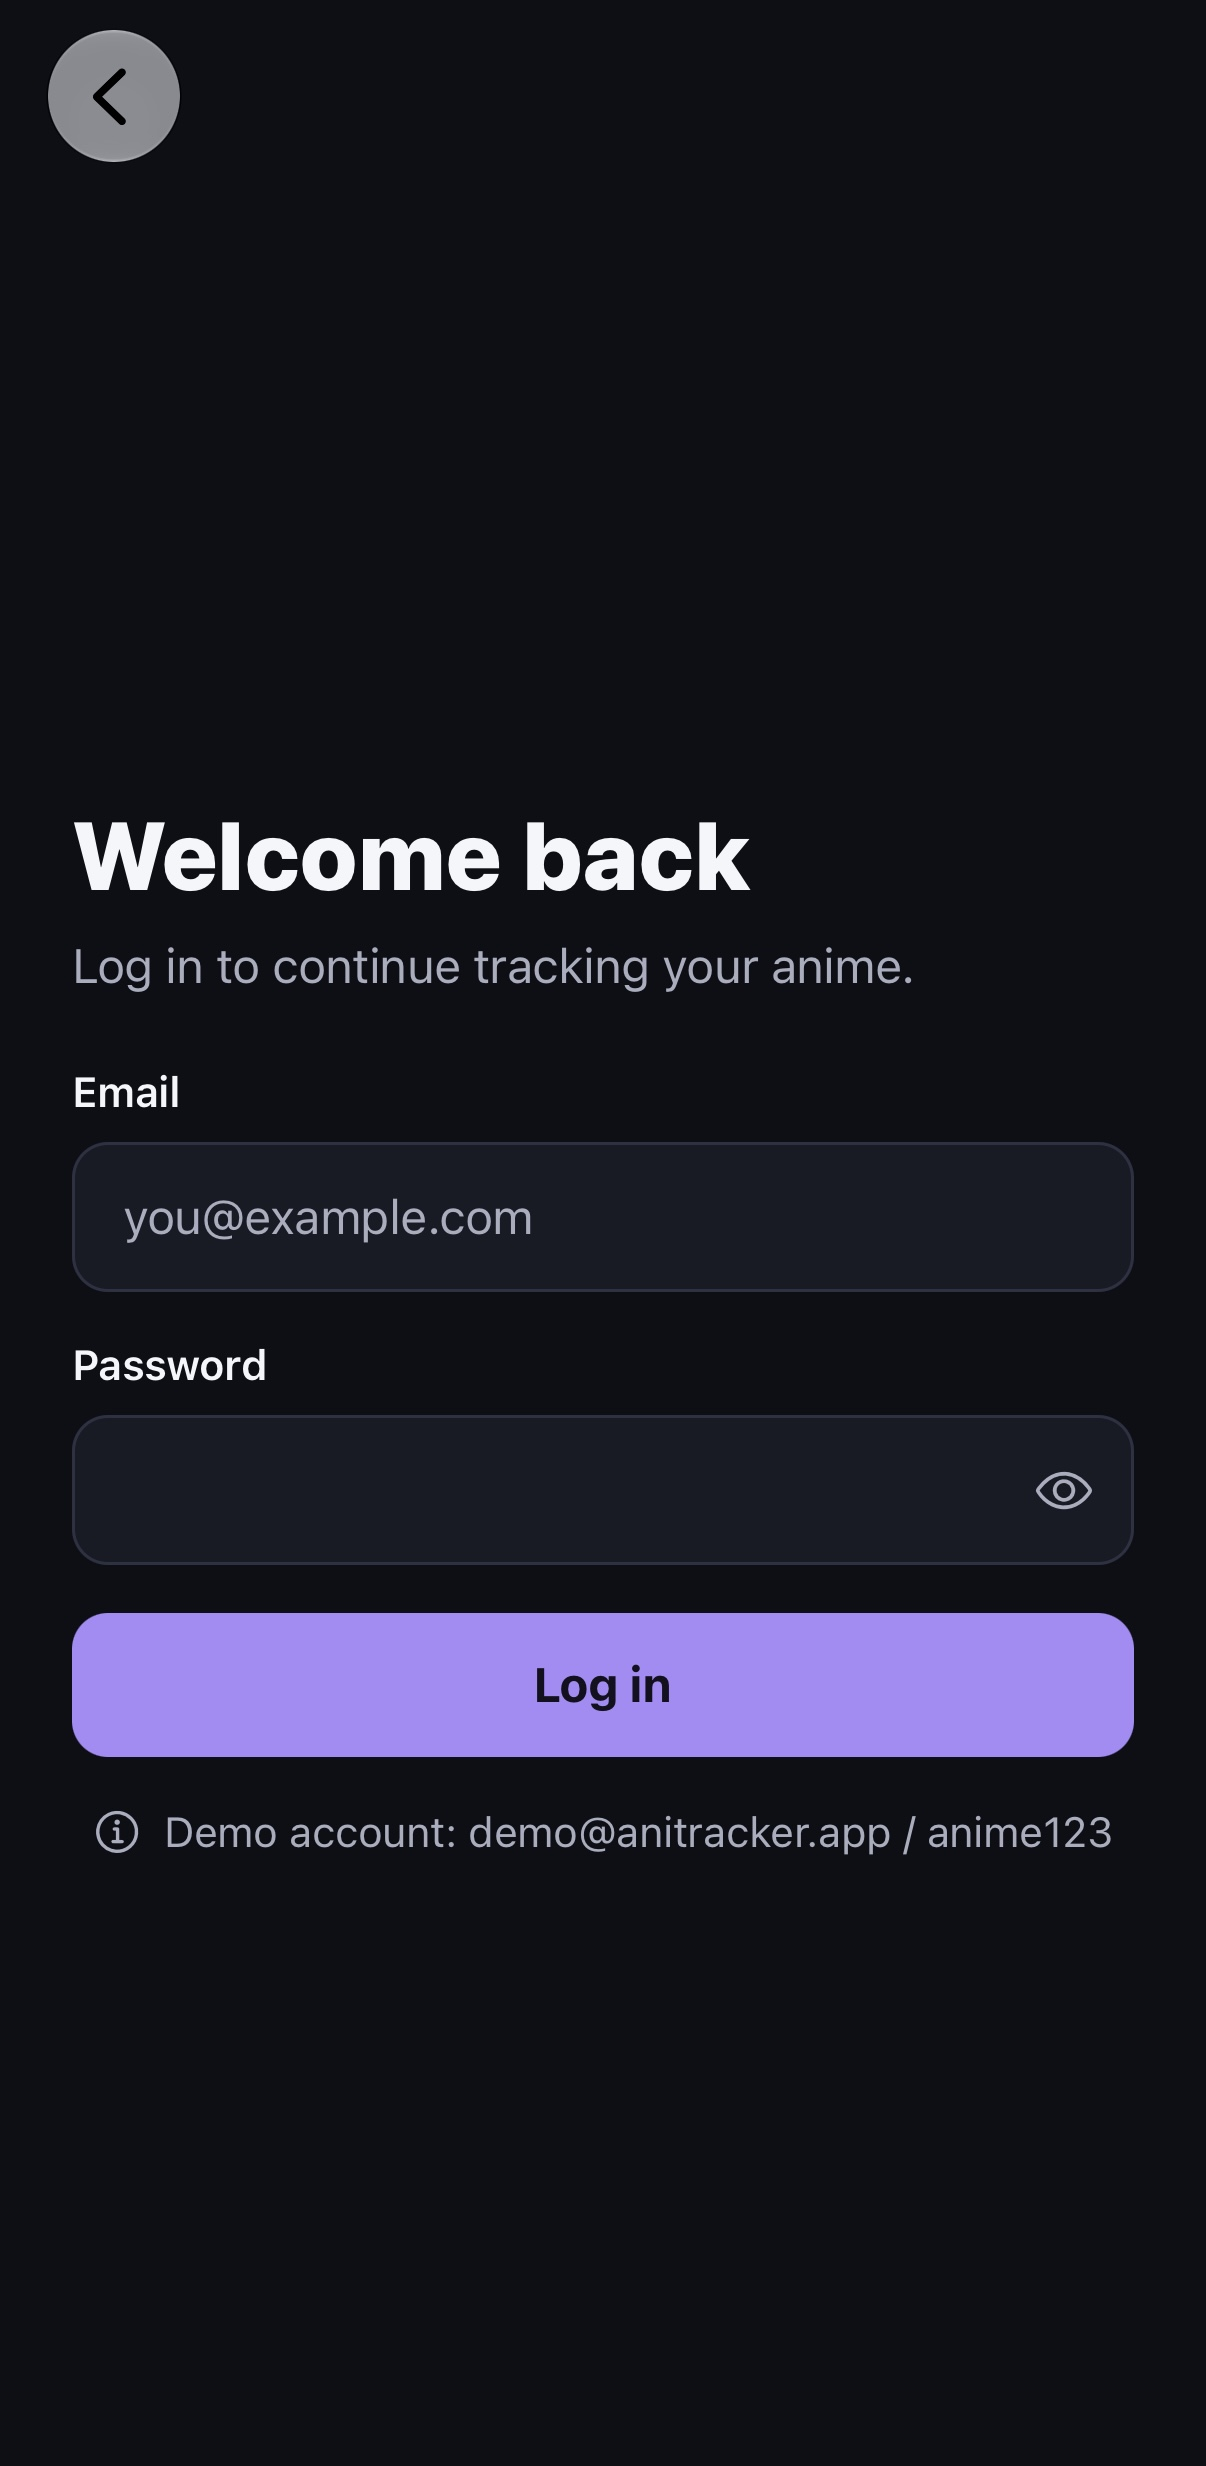 Welcome back
Log in to continue tracking your anime.
Email
you@example.com
Password
Log in
Demo account: demo@anitracker.app / anime123